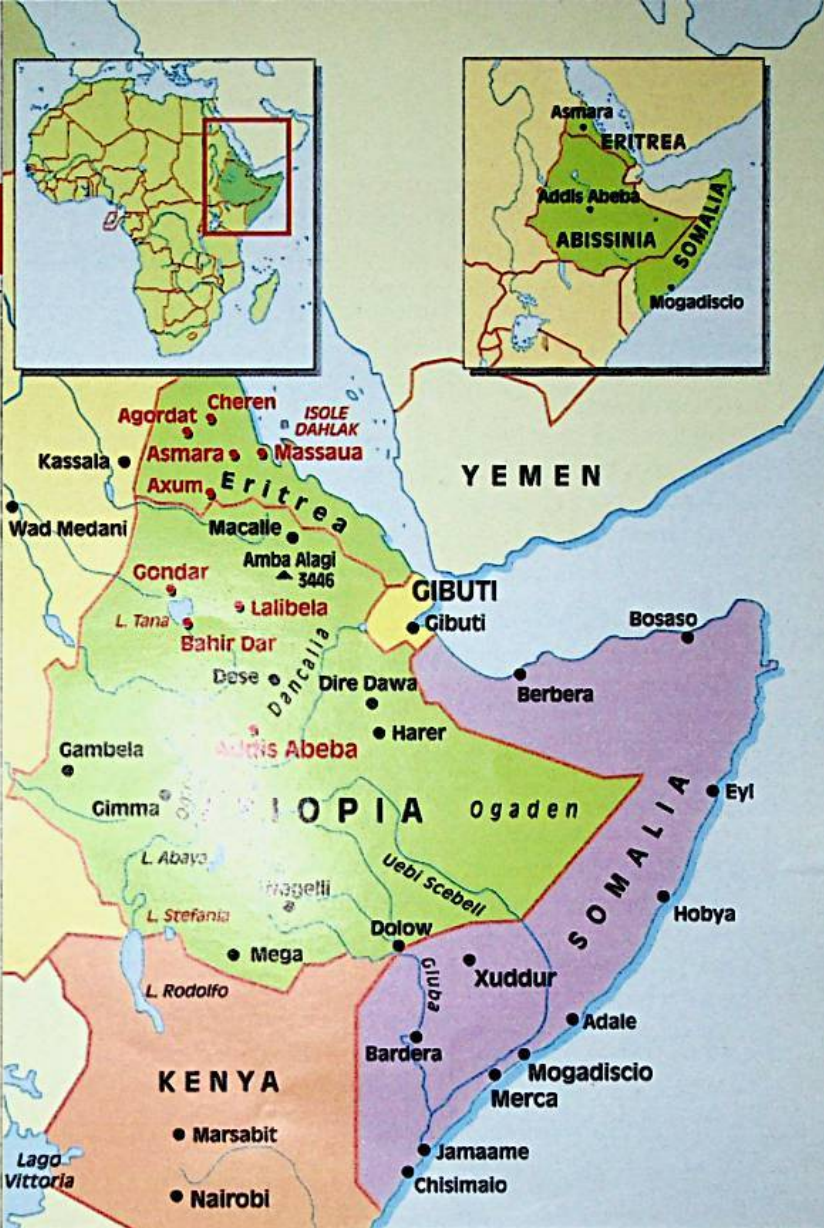 Asmara
ERITREA
Addis Abeba
ABISSINIA
SOMALIA
Mogadiscio
Cheren
Agordat
ISOLE
DAHLAK
Kassala
Asmara
Massaua
YEMEN
Axum
Eritrea
Wad Medani
Macalle
Amba Alagi
3446
Gondar
GIBUTI
Lalibela
L. Tana
Gibuti
Bosaso
Bahir Dar
Dancalia
Dese
Dire Dawa
Berbera
Harer
Addis Abeba
Gambela
Eyl
Gimma
IOPIA
Ogaden
SOMALIA
L. Abaya
Uebi Scebeli
Hobya
L. Stefania
Dolow
Mega
Giuba
Xuddur
L. Rodolfo
Adale
Bardera
Mogadiscio
KENYA
Merca
Marsabit
Jamaame
Lago
Vittoria
Chisimaio
Nairobi